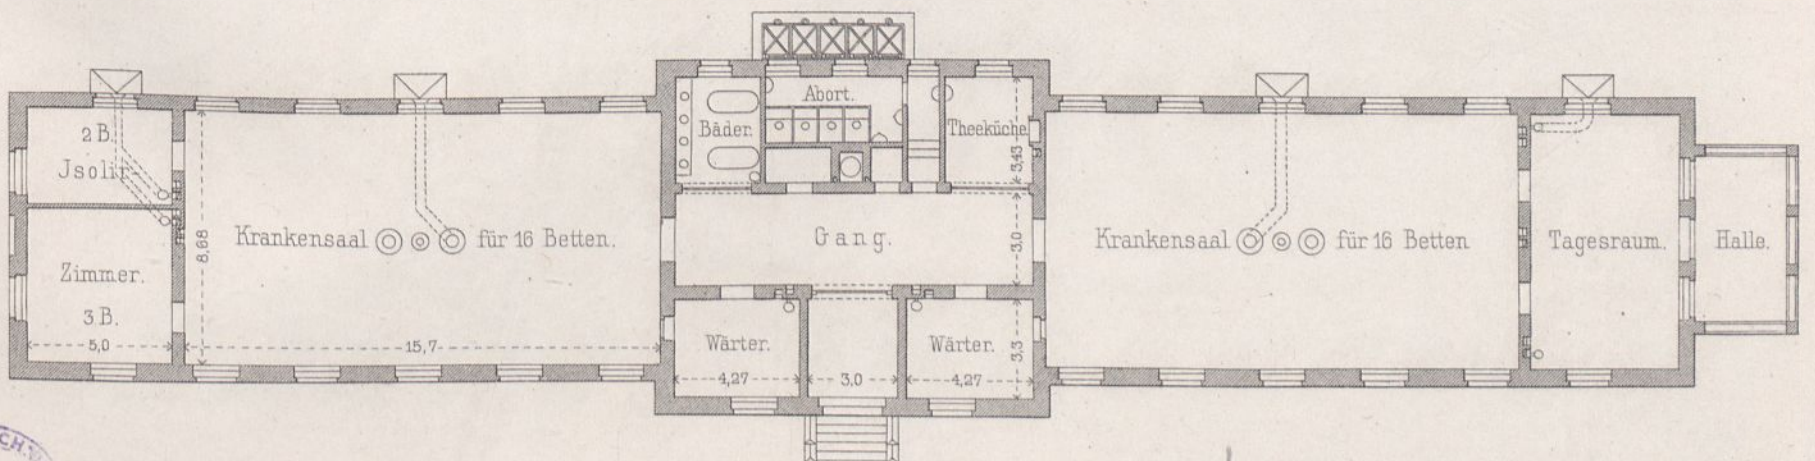 Abort.
Bäder.
Theeküche
3,43
2 B.
Jsolir-
Zimmer.
3 B.
5,0
8,68
Krankensaal für 16 Betten.
15,7
Gang.
3,0
Krankensaal für 16 Betten
Tagesraum.
Halle.
Wärter.
4,27
3,0
Wärter.
4,27
3,3